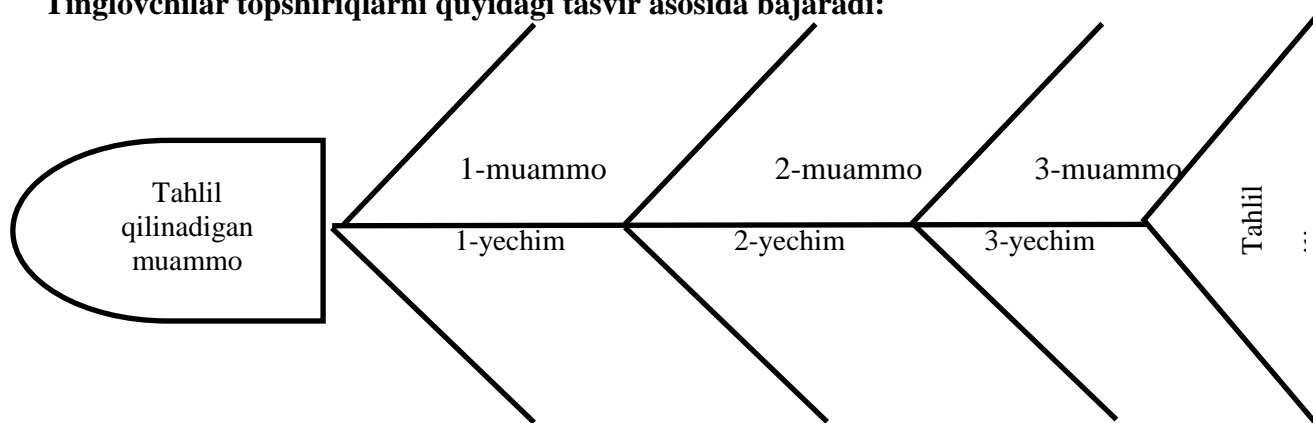 Tinglovchilar topshiriqlarni quyidagi tasvir asosida bajaradi:
1-muammo
2-muammo
3-muammo
Tahlil
qilinadigan
muammo
1-yechim
2-yechim
3-yechim
Tahlil